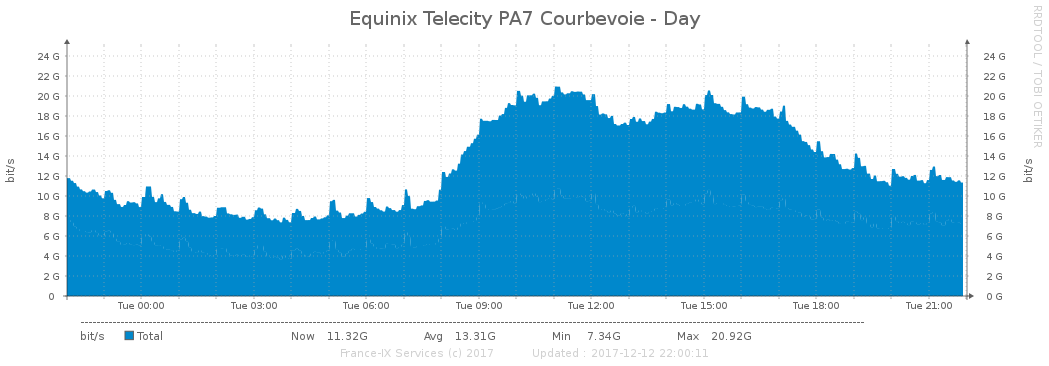 Equinix Telecity PA7 Courbevoie - Day
RRDTOOL / TOBI OETIKER
bit/s
24 G 24 G
22 G 22 G
20 G 20 G
18 G 18 G
16 G 16 G
14 G 14 G
12 G 12 G
10 G 10 G
8 G 8 G
6 G 6 G
4 G 4 G
2 G 2 G
0 0 G
bit/s
Tue 00:00 Tue 03:00 Tue 06:00 Tue 09:00 Tue 12:00 Tue 15:00 Tue 18:00 Tue 21:00
bit/s Total Now 11.32G Avg 13.31G Min 7.34G Max 20.92G
France-IX Services (c) 2017 Updated : 2017-12-12 22:00:11